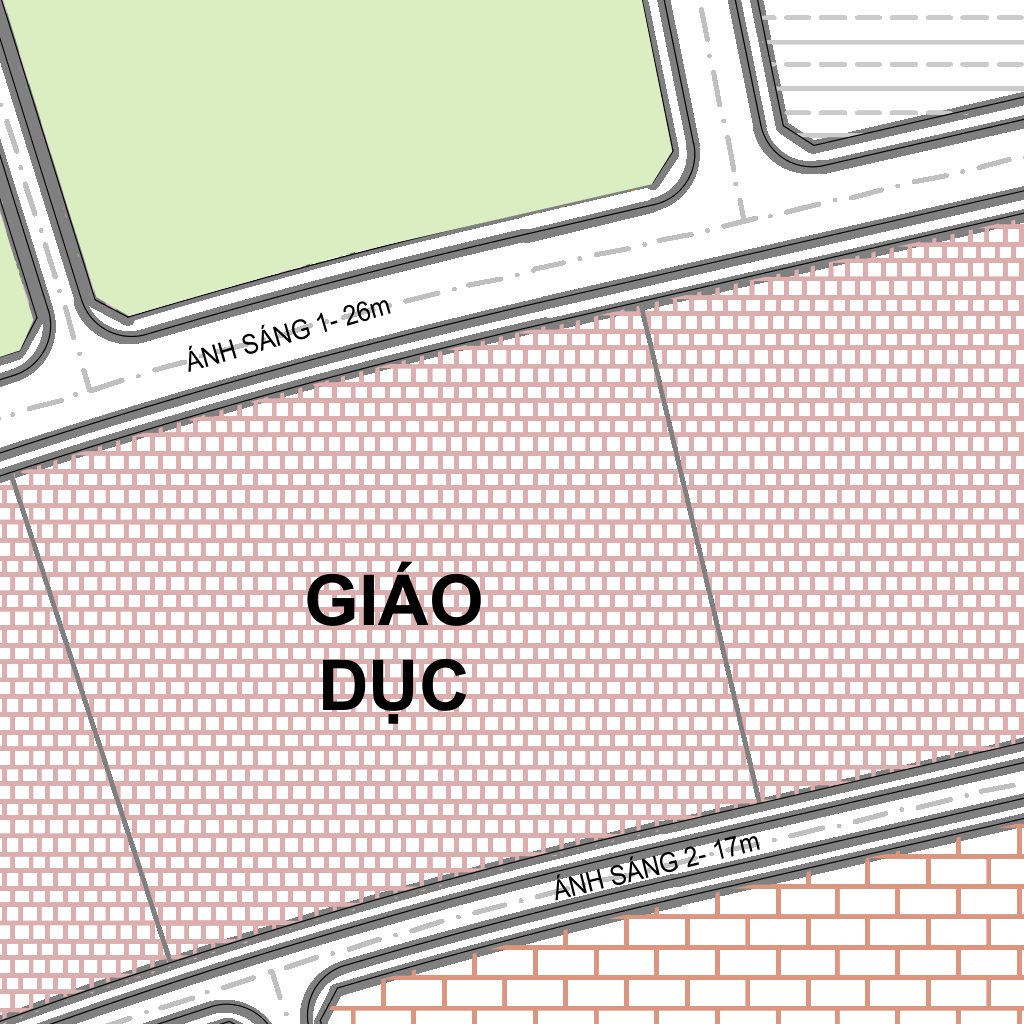 ÁNH SÁNG 1- 26m
GIÁO
DỤC
ÁNH SÁNG 2- 17m